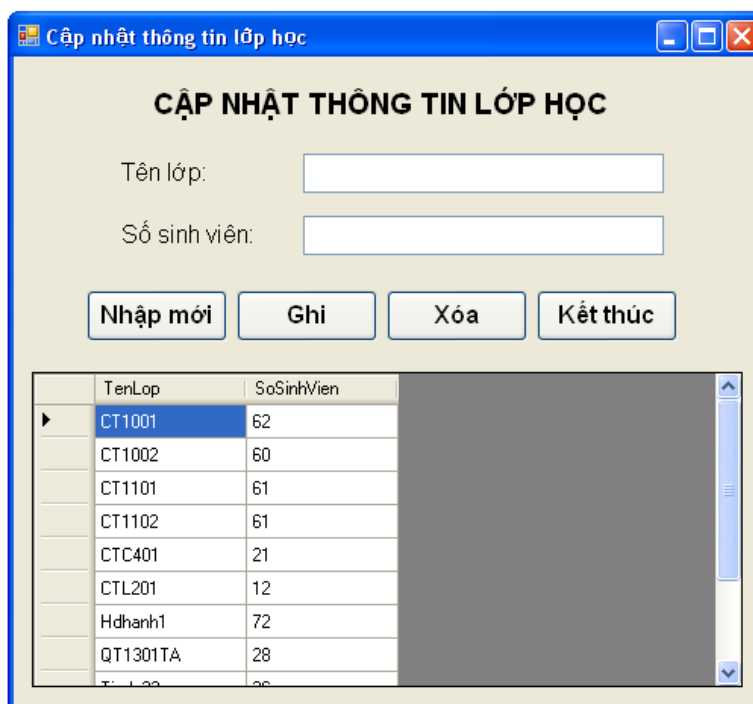 Cập nhật thông tin lớp học
CẬP NHẬT THÔNG TIN LỚP HỌC
Tên lớp:
Số sinh viên:
Nhập mới Ghi Xóa Kết thúc
TenLop SoSinhVien
CT1001 62
CT1002 60
CT1101 61
CT1102 61
CTC401 21
CTL201 12
Hdhanh1 72
QT1301TA 28